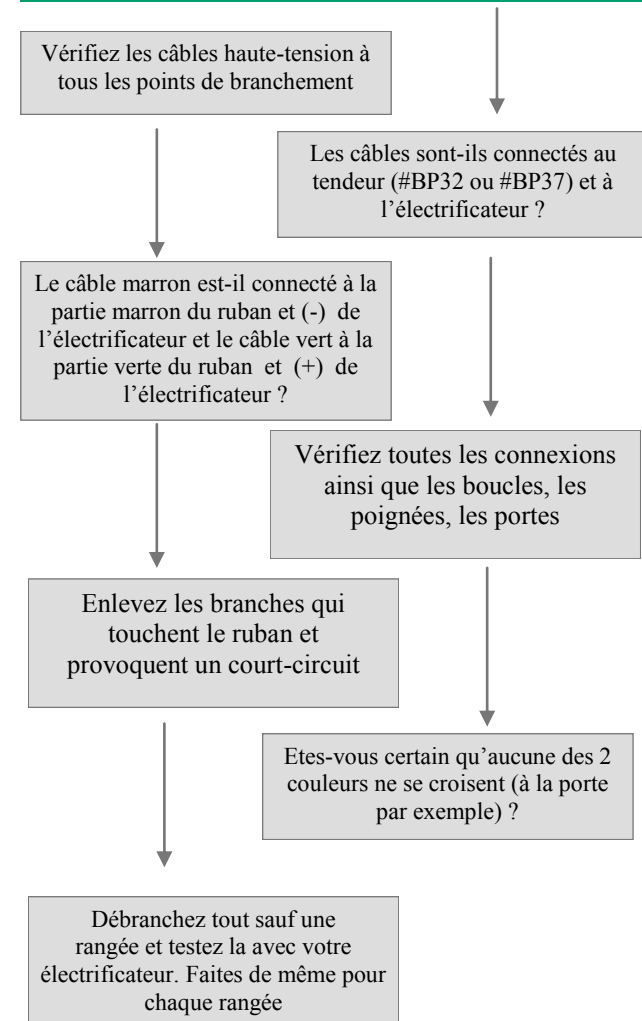 Vérifiez les câbles haute-tension à
tous les points de branchement
Les câbles sont-ils connectés au
tendeur (#BP32 ou #BP37) et à
l’électrificateur ?
Le câble marron est-il connecté à la
partie marron du ruban et (-) de
l’électrificateur et le câble vert à la
partie verte du ruban et (+) de
l’électrificateur ?
Vérifiez toutes les connexions
ainsi que les boucles, les
poignées, les portes
Enlevez les branches qui
touchent le ruban et
provoquent un court-circuit
Etes-vous certain qu’aucune des 2
couleurs ne se croisent (à la porte
par exemple) ?
Débranchez tout sauf une
rangée et testez la avec votre
électrificateur. Faites de même pour
chaque rangée